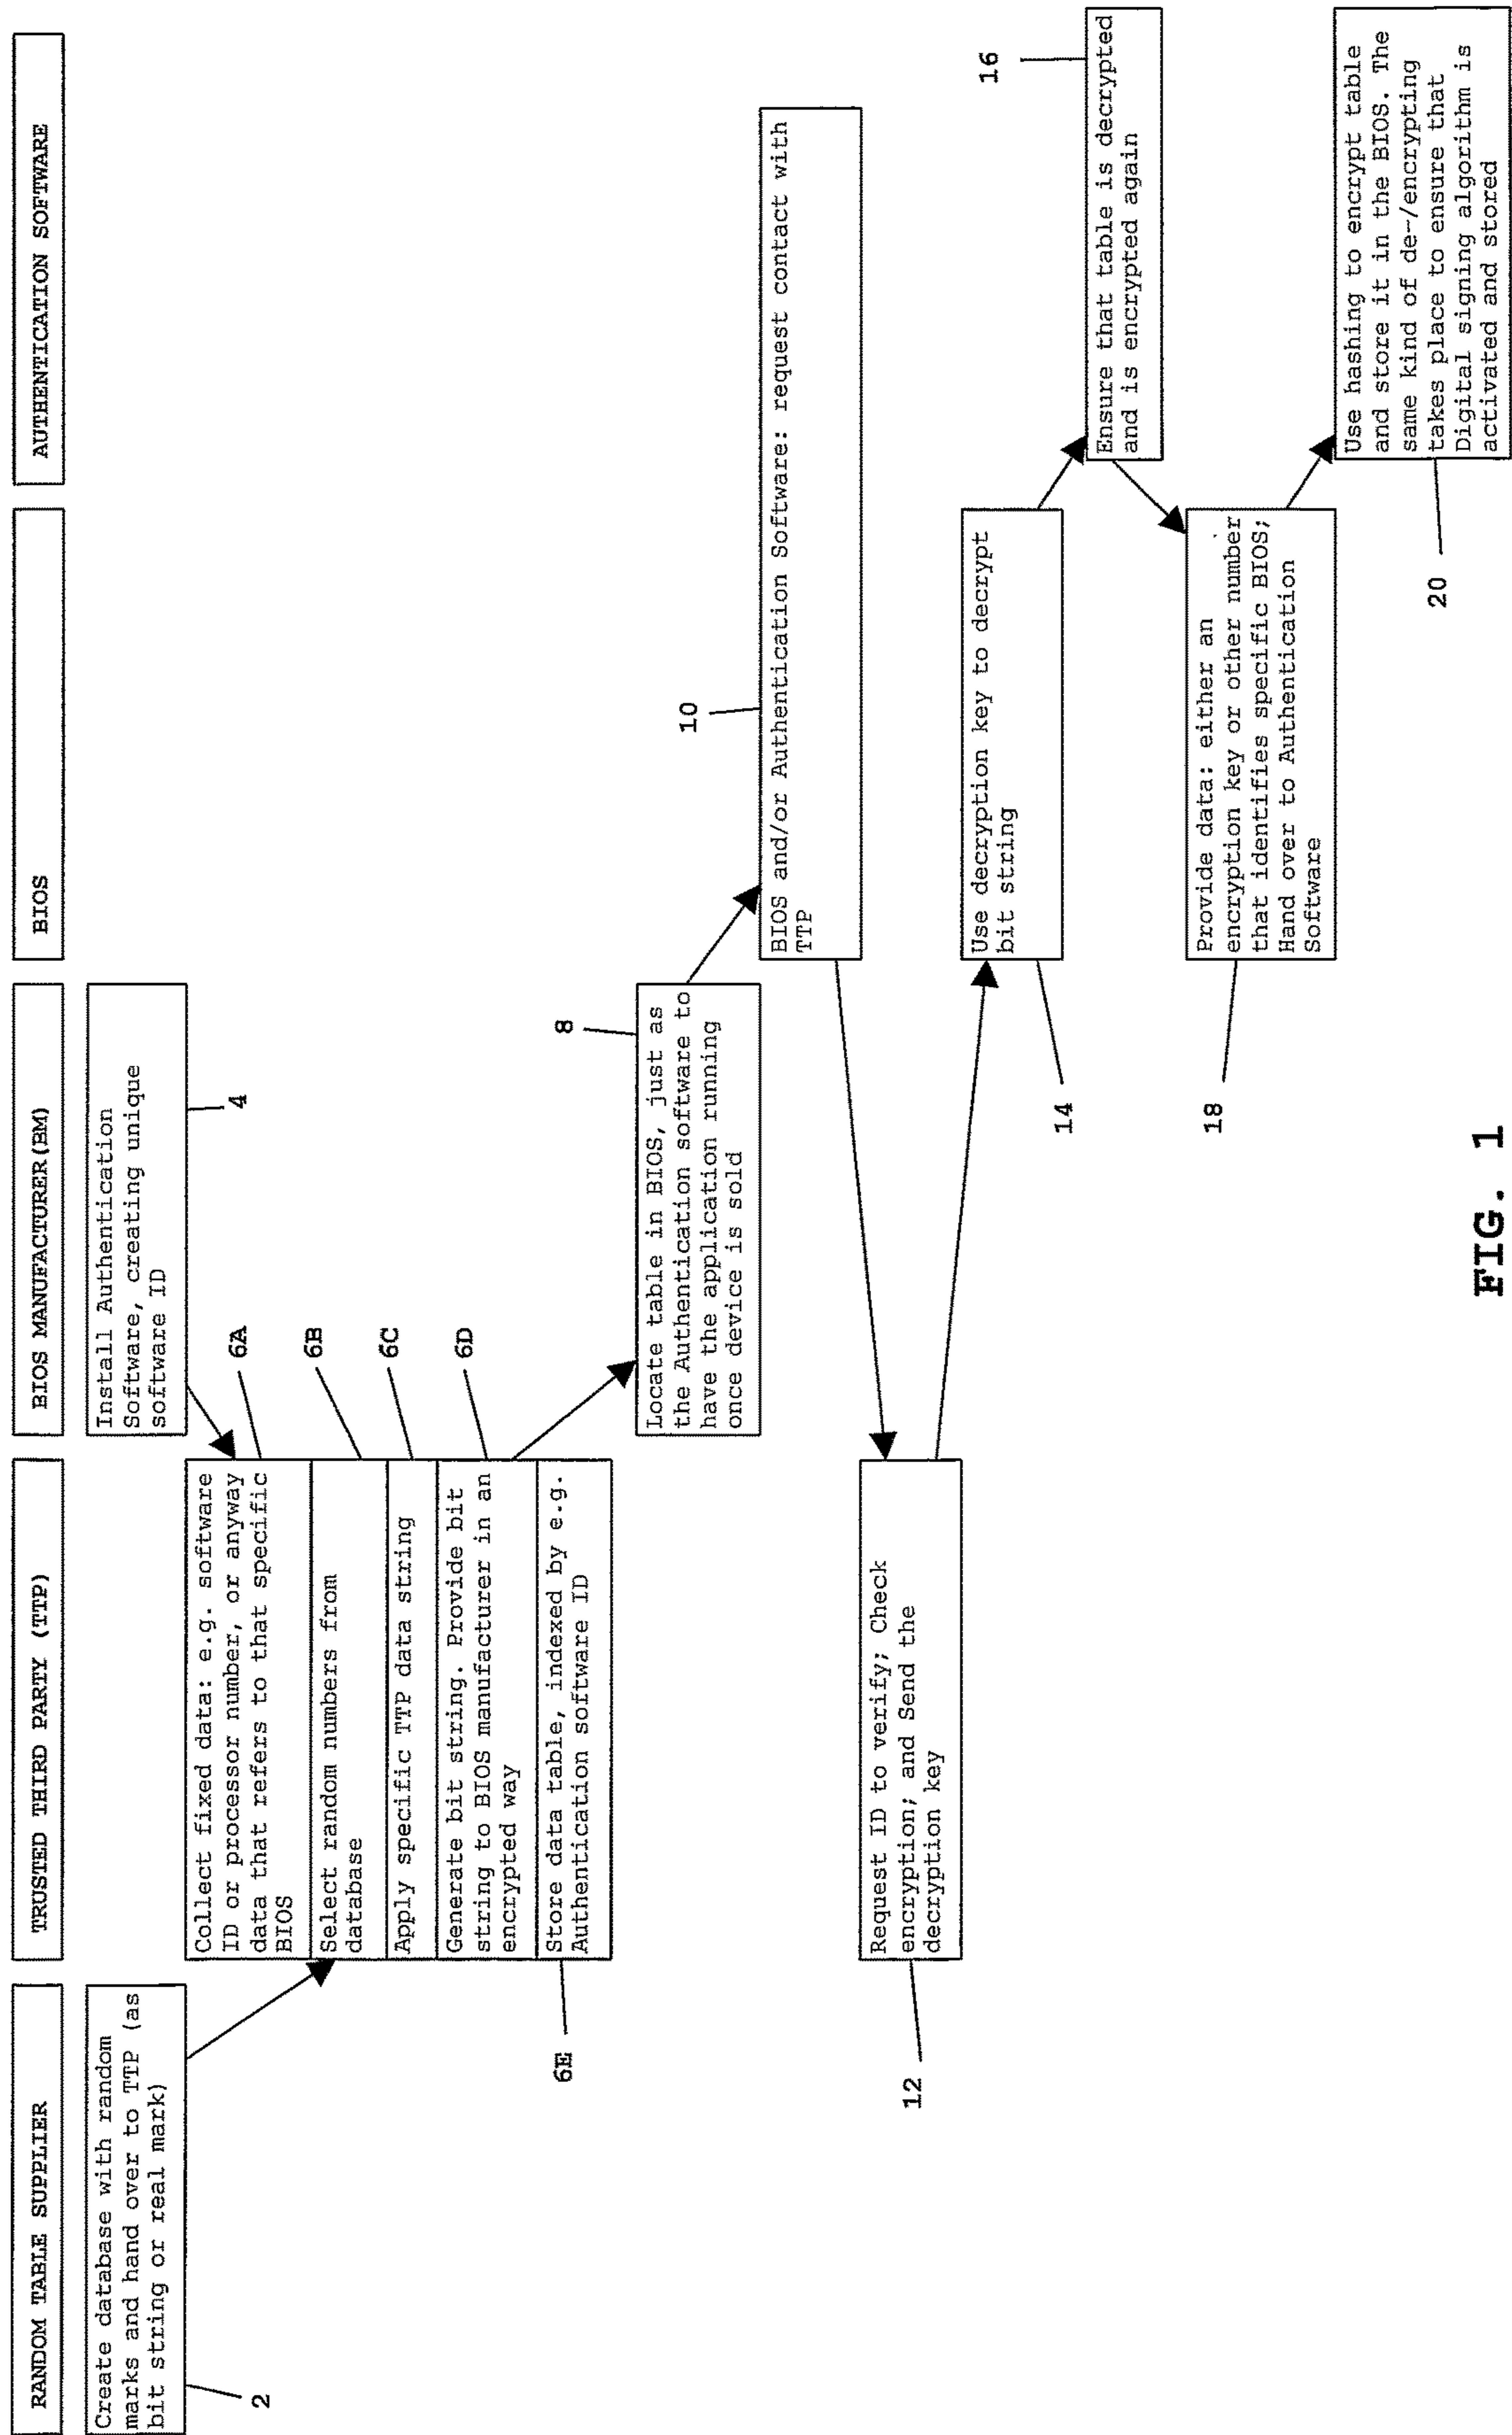 RANDOM TABLE SUPPLIER
TRUSTED THIRD PARTY (TTP)
BIOS MANUFACTURER(BM)
BIOS
AUTHENTICATION SOFTWARE
Create database with random
marks and hand over to TTP (as
bit string or real mark)
2
Install Authentication
Software, creating unique
software ID
4
Collect fixed data: e.g. software
ID or processor number, or anyway
data that refers to that specific
BIOS
6A
Select random numbers from
database
6B
Apply specific TTP data string
6C
Generate bit string. Provide bit
string to BIOS manufacturer in an
encrypted way
6D
Store data table, indexed by e.g.
Authentication software ID
6E
8
Locate table in BIOS, just as
the Authentication software to
have the application running
once device is sold
10
BIOS and/or Authentication Software: request contact with
TTP
Request ID to verify; Check
encryption; and Send the
decryption key
12
Use decryption key to decrypt
bit string
14
16
Ensure that table is decrypted
and is encrypted again
Provide data: either an
encryption key or other number
that identifies specific BIOS;
Hand over to Authentication
Software
18
Use hashing to encrypt table
and store it in the BIOS. The
same kind of de-/encrypting
takes place to ensure that
Digital signing algorithm is
activated and stored
20
FIG. 1